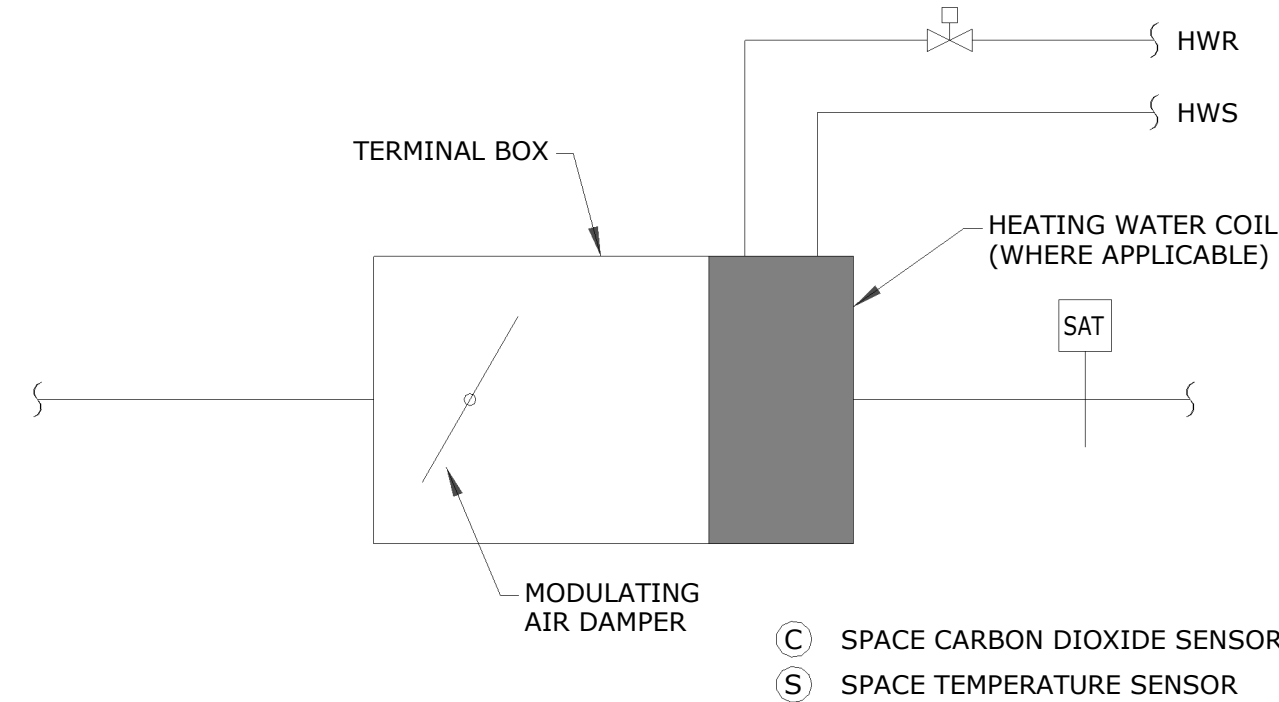 HWR
HWS
TERMINAL BOX
HEATING WATER COIL
(WHERE APPLICABLE)
SAT
MODULATING
AIR DAMPER
C SPACE CARBON DIOXIDE SENSOR
S SPACE TEMPERATURE SENSOR